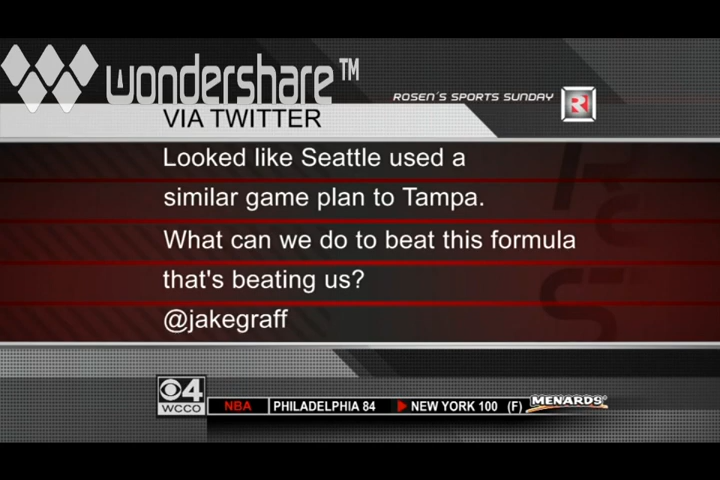 wondershare™
ROSEN'S SPORTS SUNDAY R
VIA TWITTER
Looked like Seattle used a
similar game plan to Tampa.
What can we do to beat this formula
that's beating us?
@jakegraff
4
WCCO
NBA PHILADELPHIA 84 NEW YORK 100 (F) MENARDS